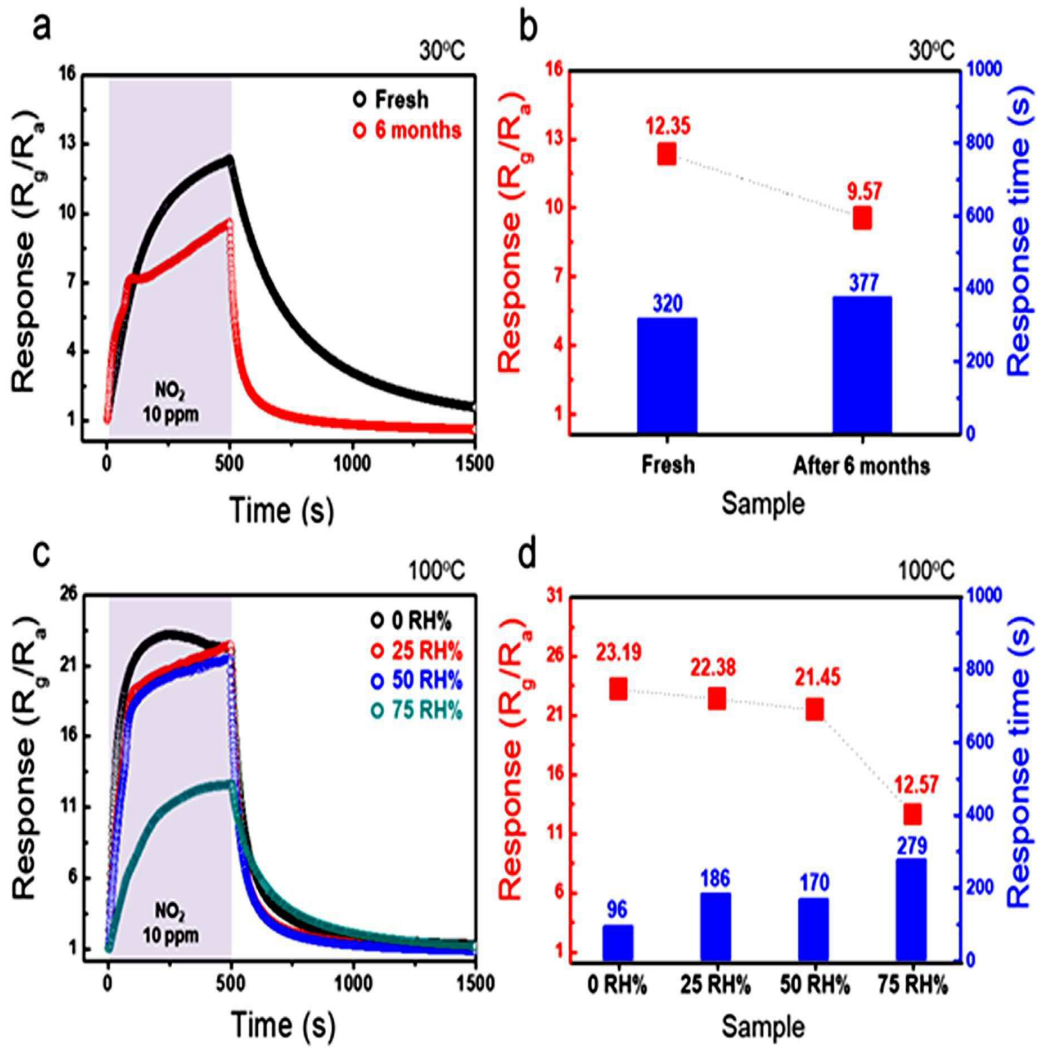 a
30°C
Response (Rg/Ra)
16
13
10
7
4
1
Fresh
6 months
NO2
10 ppm
0
500
1000
1500
Time (s)
b
30°C
Response (Rg/Ra)
16
13
10
7
4
1
12.35
9.57
320
377
1000
800
600
400
200
0
Response time (s)
Fresh
After 6 months
Sample
c
100°C
Response (Rg/Ra)
26
21
16
11
6
1
0 RH%
25 RH%
50 RH%
75 RH%
NO2
10 ppm
0
500
1000
1500
Time (s)
d
100°C
Response (Rg/Ra)
31
26
21
16
11
6
1
23.19
22.38
21.45
12.57
96
186
170
279
1000
800
600
400
200
0
Response time (s)
0 RH%
25 RH%
50 RH%
75 RH%
Sample